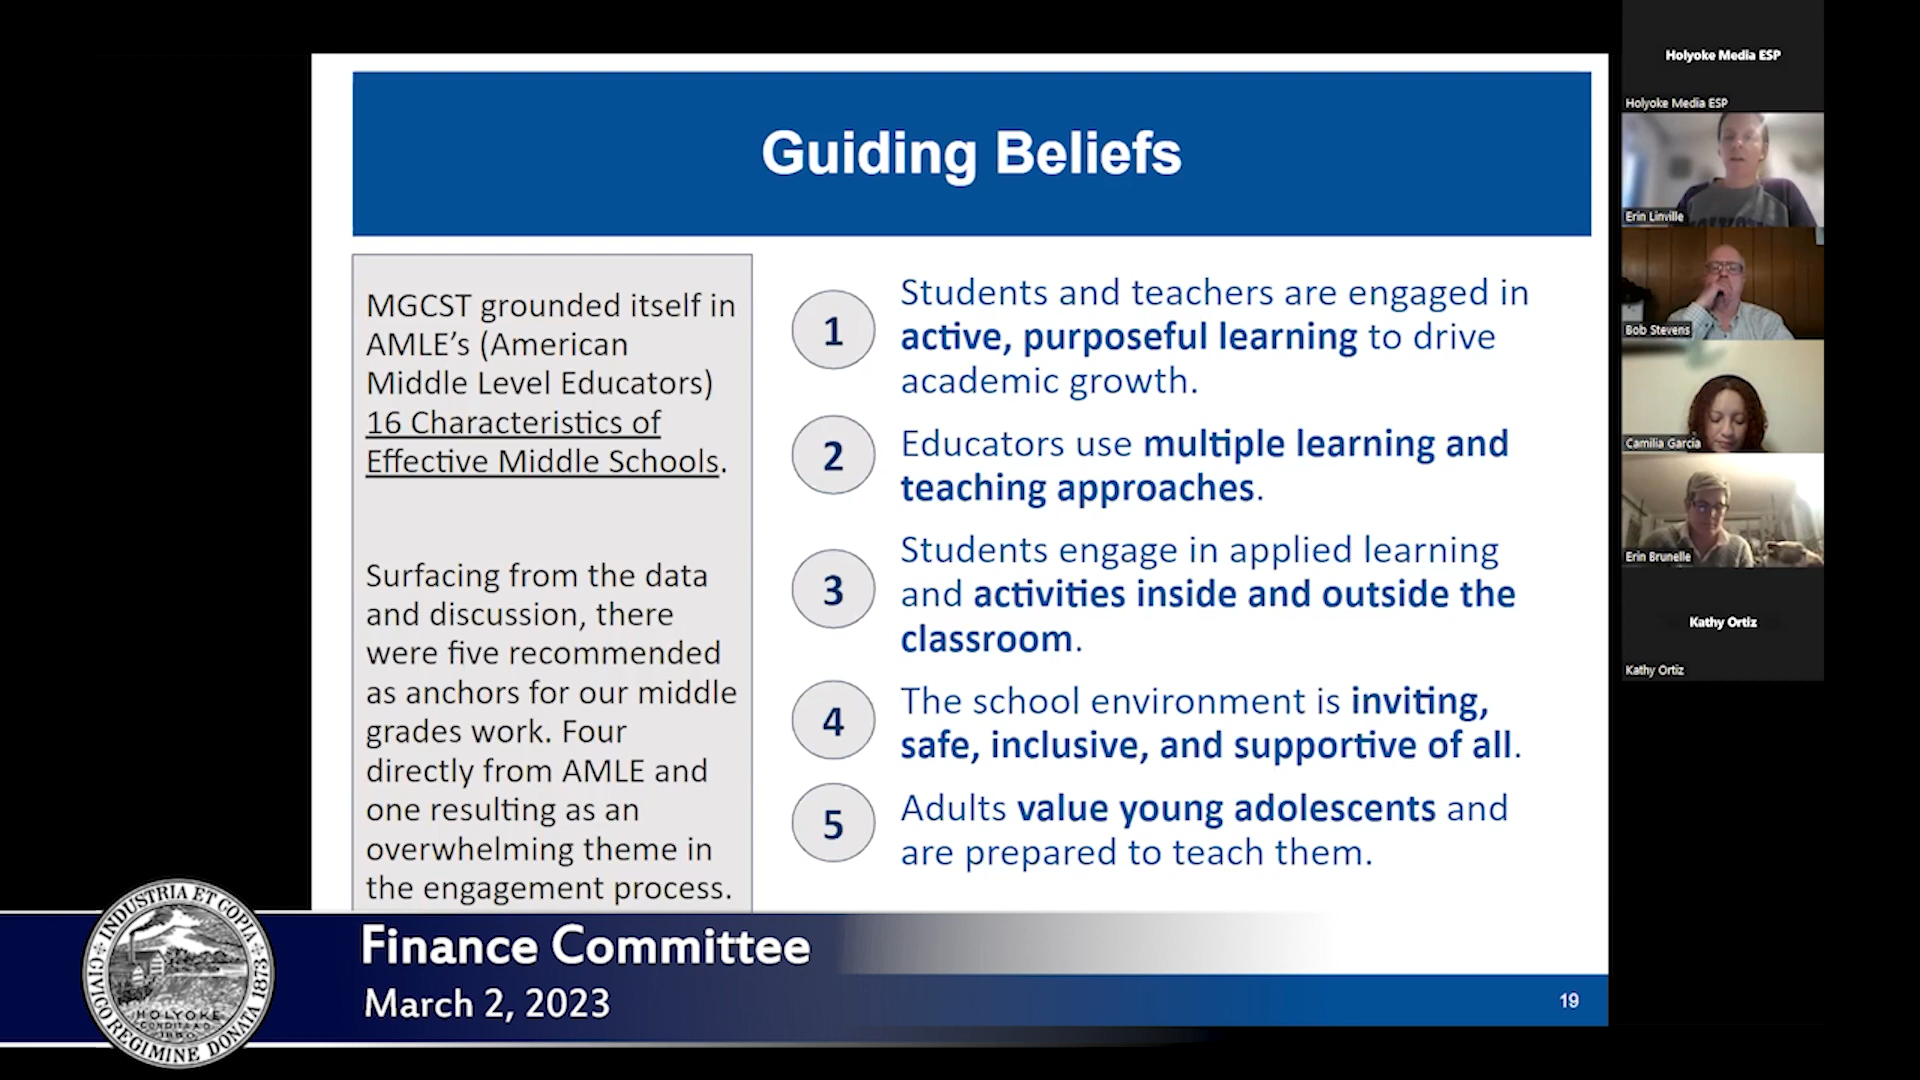 Guiding Beliefs
MGCST grounded itself in
AMLE’s (American
Middle Level Educators)
16 Characteristics of
Effective Middle Schools.
Surfacing from the data
and discussion, there
were five recommended
as anchors for our middle
grades work. Four
directly from AMLE and
one resulting as an
overwhelming theme in
the engagement process.
1
Students and teachers are engaged in
active, purposeful learning to drive
academic growth.
2
Educators use multiple learning and
teaching approaches.
3
Students engage in applied learning
and activities inside and outside the
classroom.
4
The school environment is inviting,
safe, inclusive, and supportive of all.
5
Adults value young adolescents and
are prepared to teach them.
19
Holyoke Media ESP
Holyoke Media ESP
Erin Linville
Bob Stevens
Camilia Garcia
Erin Brunelle
Kathy Ortiz
Kathy Ortiz
Finance Committee
March 2, 2023
INDUSTRIA ET COPIA
HOLYOKE
CIVICO REGIMINE DONATA 1873